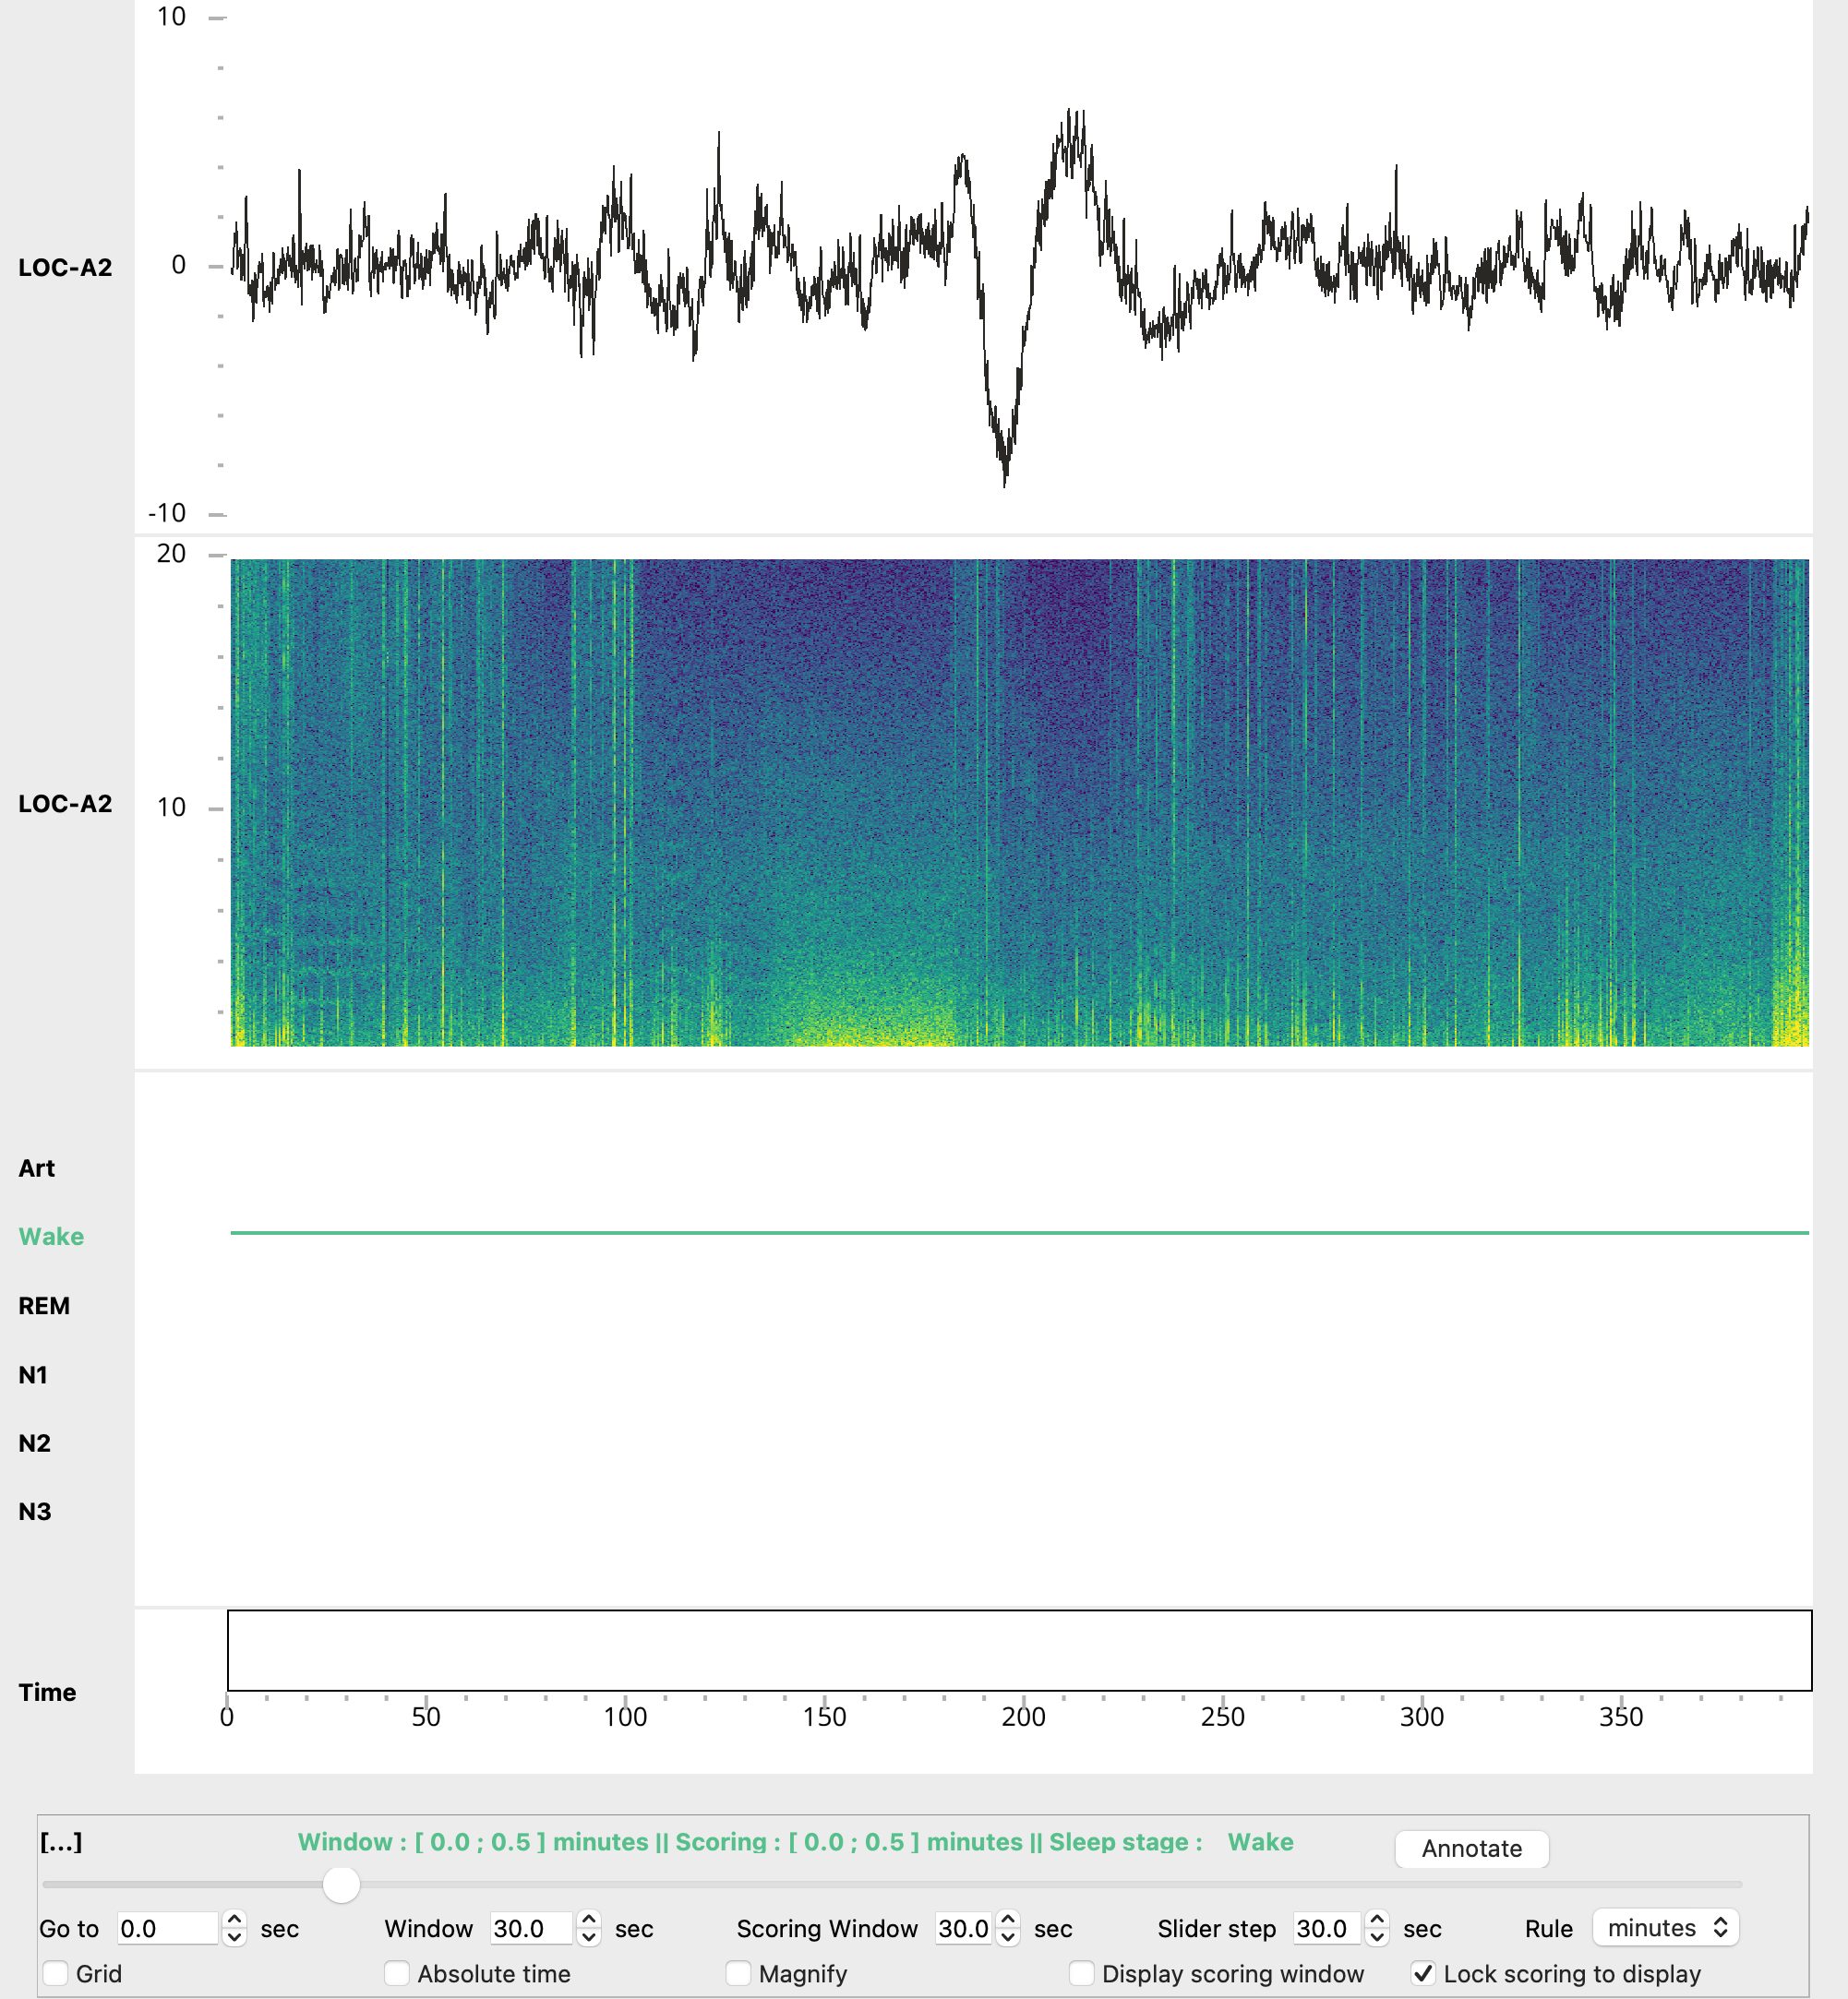 10
LOC-A2
0
-10
20
LOC-A2
10
Art
Wake
REM
N1
N2
N3
Time
0 50 100 150 200 250 300 350
[...] Window : [ 0.0 ; 0.5 ] minutes || Scoring : [ 0.0 ; 0.5 ] minutes || Sleep stage : Wake Annotate
Go to 0.0 sec Window 30.0 sec Scoring Window 30.0 sec Slider step 30.0 sec Rule minutes
Grid Absolute time Magnify Display scoring window Lock scoring to display